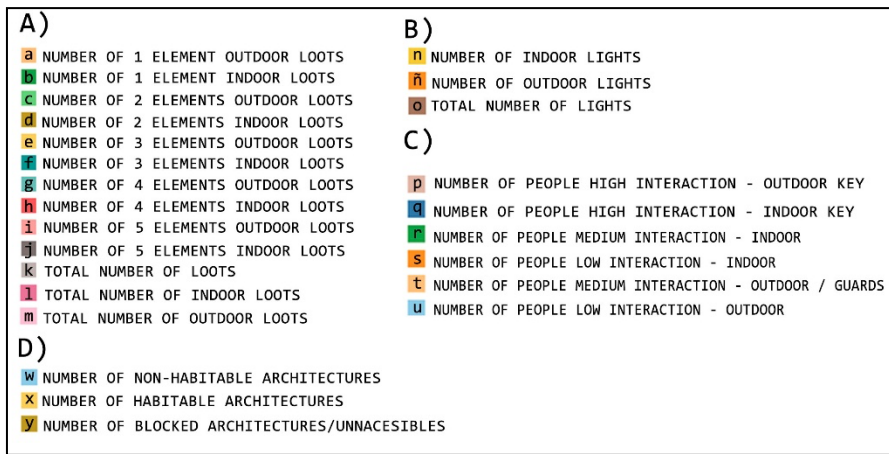 A)
a NUMBER OF 1 ELEMENT OUTDOOR LOOTS
b NUMBER OF 1 ELEMENT INDOOR LOOTS
c NUMBER OF 2 ELEMENTS OUTDOOR LOOTS
d NUMBER OF 2 ELEMENTS INDOOR LOOTS
e NUMBER OF 3 ELEMENTS OUTDOOR LOOTS
f NUMBER OF 3 ELEMENTS INDOOR LOOTS
g NUMBER OF 4 ELEMENTS OUTDOOR LOOTS
h NUMBER OF 4 ELEMENTS INDOOR LOOTS
i NUMBER OF 5 ELEMENTS OUTDOOR LOOTS
j NUMBER OF 5 ELEMENTS INDOOR LOOTS
k TOTAL NUMBER OF LOOTS
l TOTAL NUMBER OF INDOOR LOOTS
m TOTAL NUMBER OF OUTDOOR LOOTS
B)
n NUMBER OF INDOOR LIGHTS
ñ NUMBER OF OUTDOOR LIGHTS
o TOTAL NUMBER OF LIGHTS
C)
p NUMBER OF PEOPLE HIGH INTERACTION - OUTDOOR KEY
q NUMBER OF PEOPLE HIGH INTERACTION - INDOOR KEY
r NUMBER OF PEOPLE MEDIUM INTERACTION - INDOOR
s NUMBER OF PEOPLE LOW INTERACTION - INDOOR
t NUMBER OF PEOPLE MEDIUM INTERACTION - OUTDOOR / GUARDS
u NUMBER OF PEOPLE LOW INTERACTION - OUTDOOR
D)
w NUMBER OF NON-HABITABLE ARCHITECTURES
x NUMBER OF HABITABLE ARCHITECTURES
y NUMBER OF BLOCKED ARCHITECTURES/UNNACESIBLES